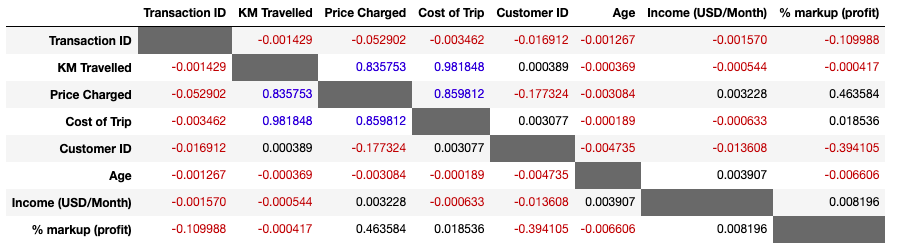 Transaction ID KM Travelled Price Charged Cost of Trip Customer ID Age Income (USD/Month) % markup (profit)
Transaction ID -0.001429 -0.052902 -0.003462 -0.016912 -0.001267 -0.001570 -0.109988
KM Travelled -0.001429 0.835753 0.981848 0.000389 -0.000369 -0.000544 -0.000417
Price Charged -0.052902 0.835753 0.859812 -0.177324 -0.003084 0.003228 0.463584
Cost of Trip -0.003462 0.981848 0.859812 0.003077 -0.000189 -0.000633 0.018536
Customer ID -0.016912 0.000389 -0.177324 0.003077 -0.004735 -0.013608 -0.394105
Age -0.001267 -0.000369 -0.003084 -0.000189 -0.004735 0.003907 -0.006606
Income (USD/Month) -0.001570 -0.000544 0.003228 -0.000633 -0.013608 0.003907 0.008196
% markup (profit) -0.109988 -0.000417 0.463584 0.018536 -0.394105 -0.006606 0.008196